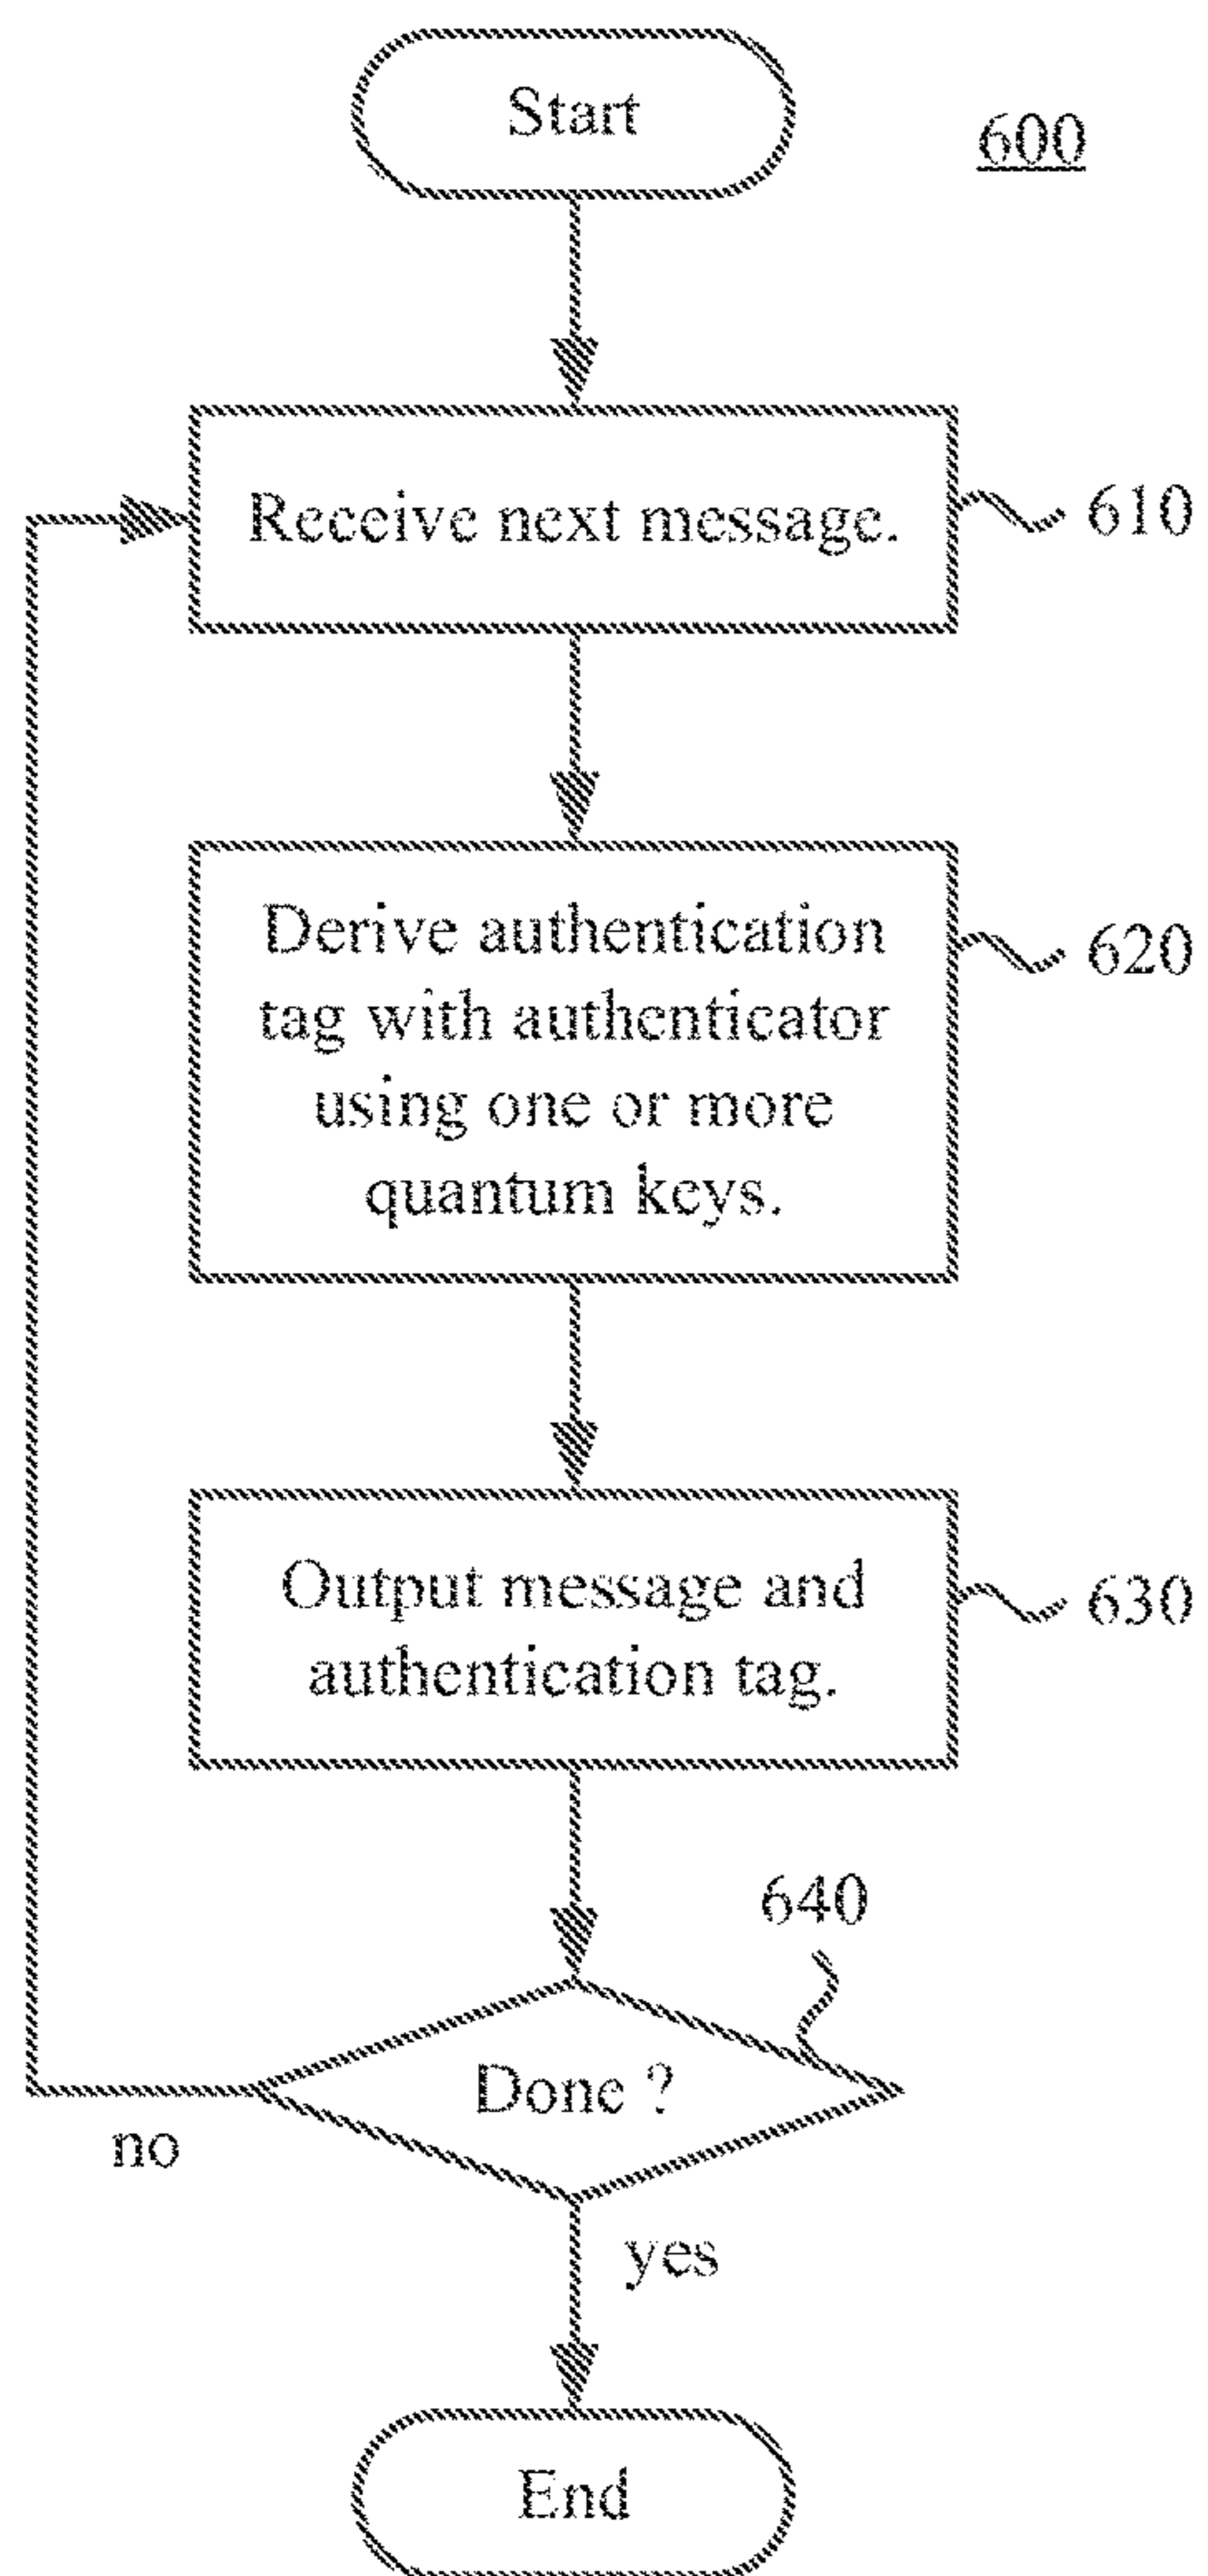 Start
600
Receive next message.
610
Derive authentication
tag with authenticator
using one or more
quantum keys.
620
Output message and
authentication tag.
630
640
Done ?
no
yes
End